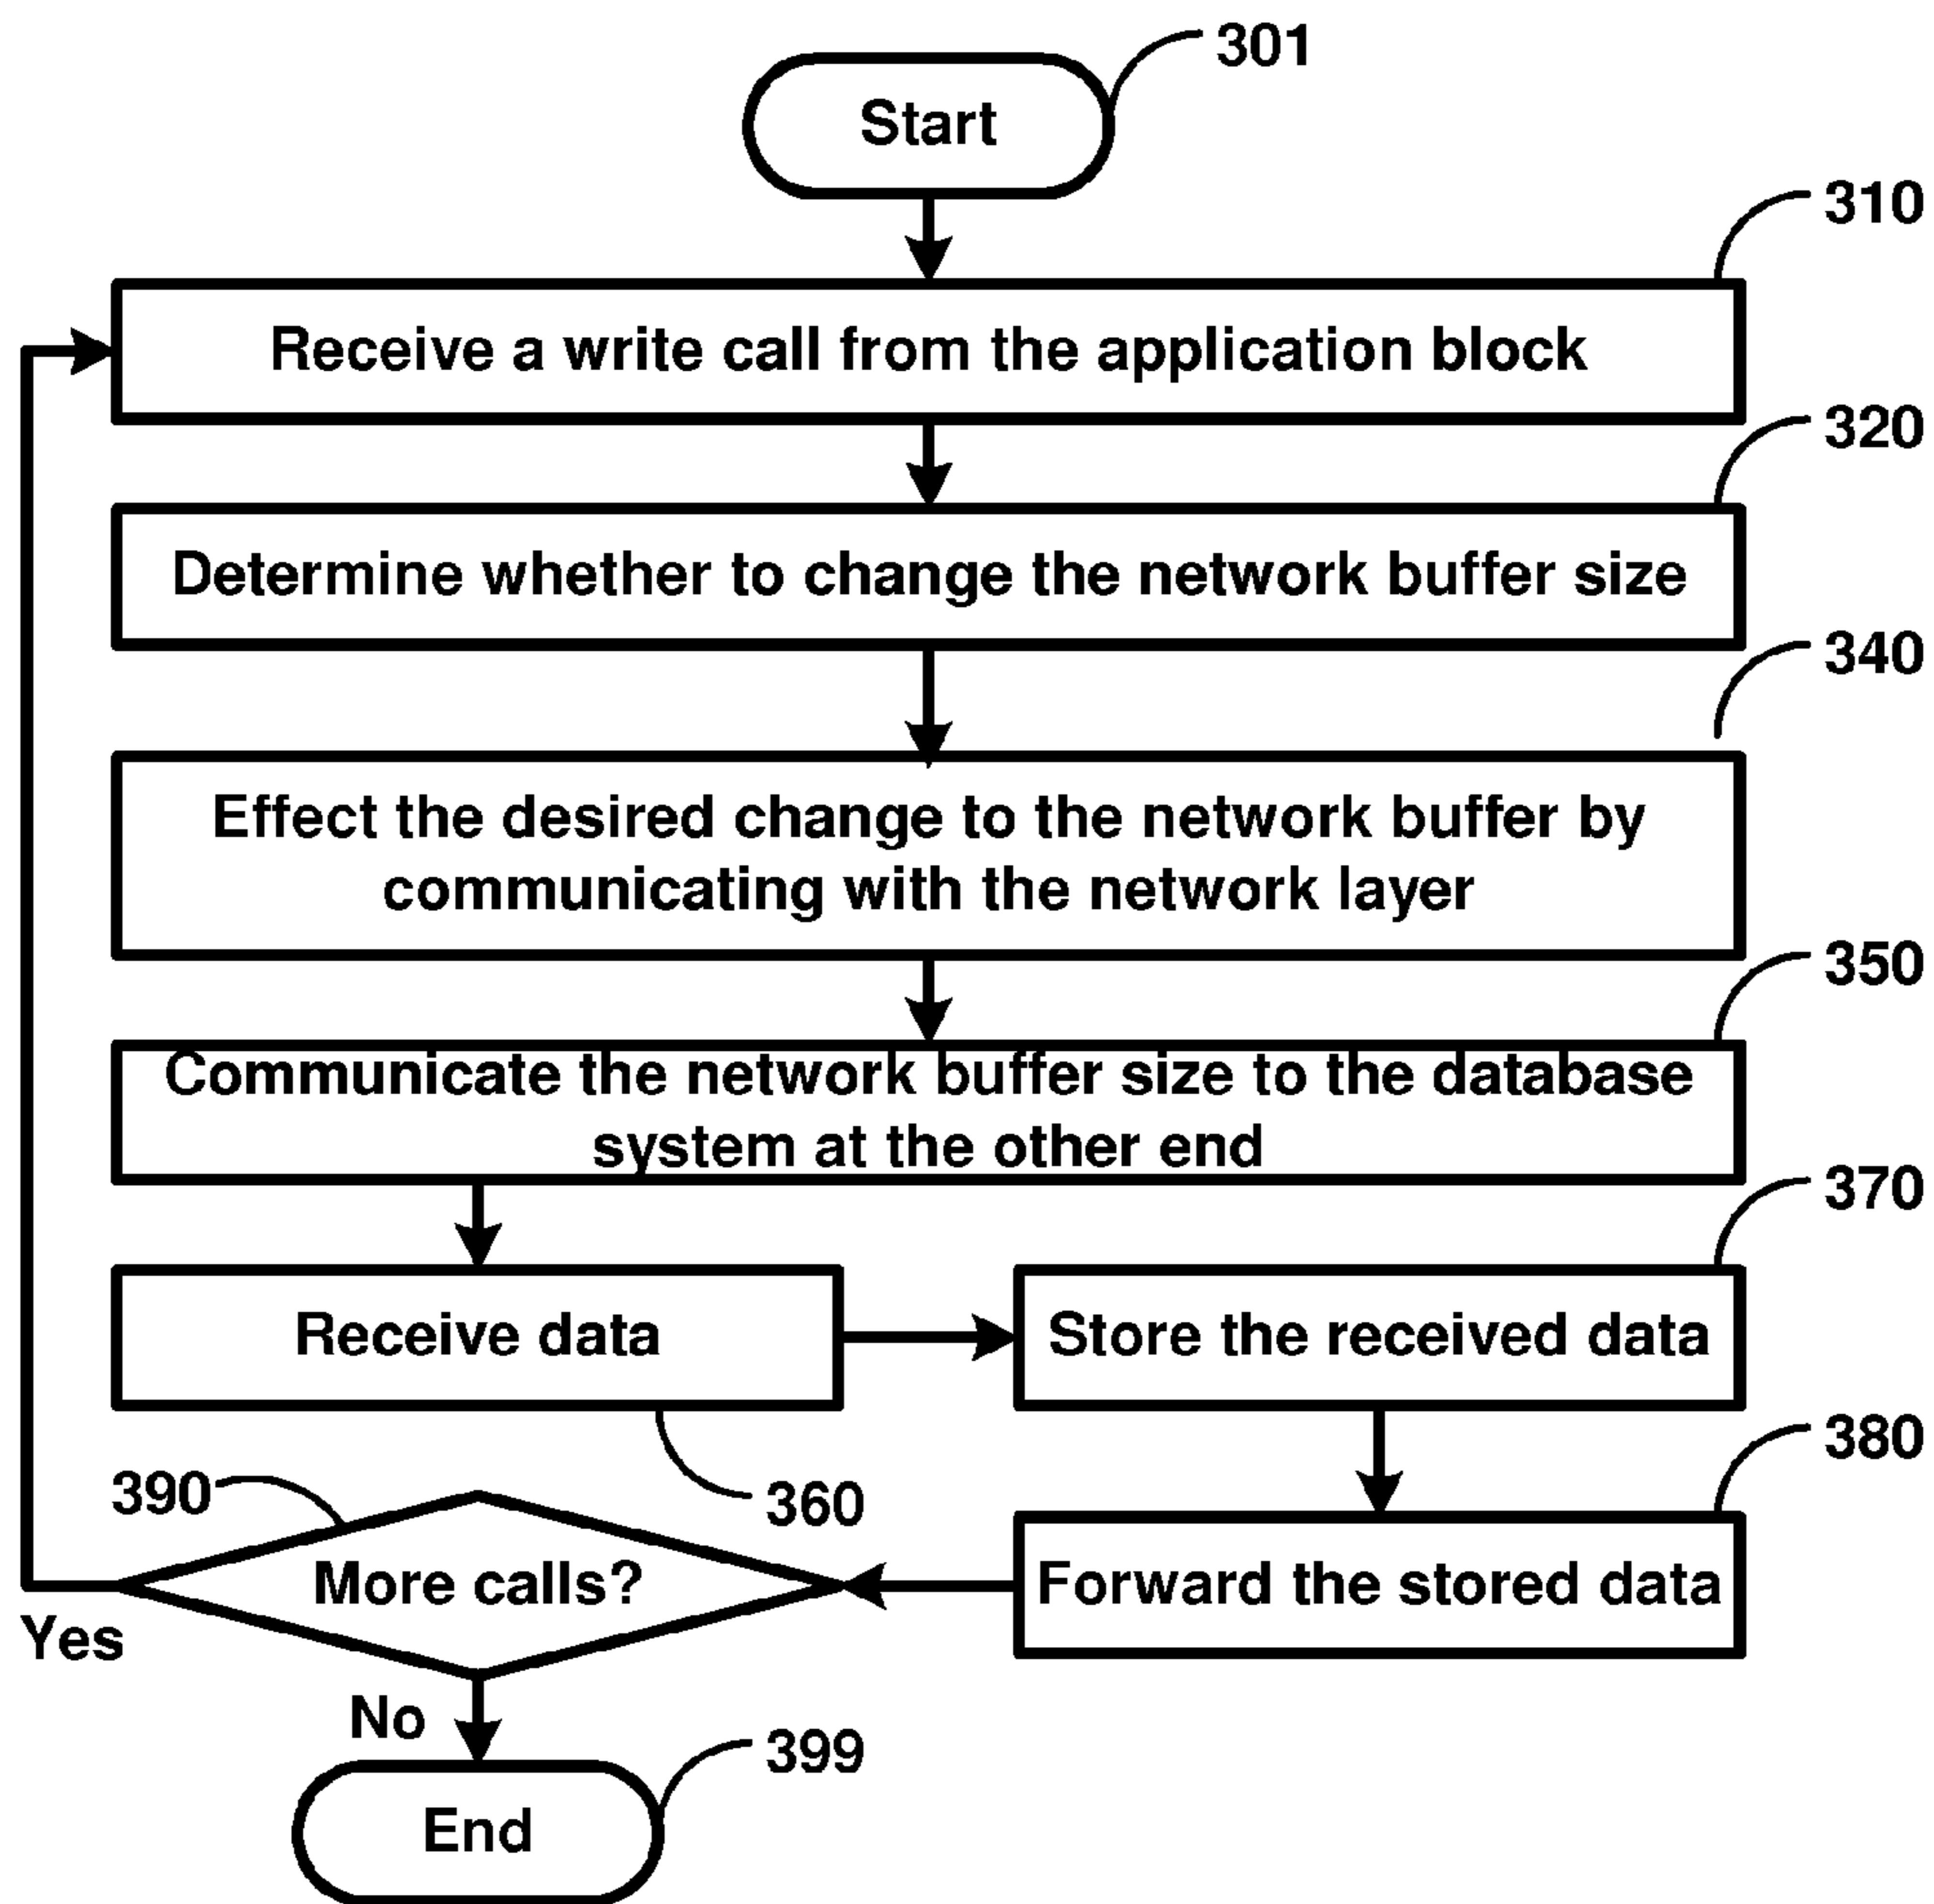 301
Start
310
Receive a write call from the application block
320
Determine whether to change the network buffer size
340
Effect the desired change to the network buffer by
communicating with the network layer
350
Communicate the network buffer size to the database
system at the other end
370
Receive data
Store the received data
360
380
390
More calls?
Forward the stored data
Yes
No
399
End